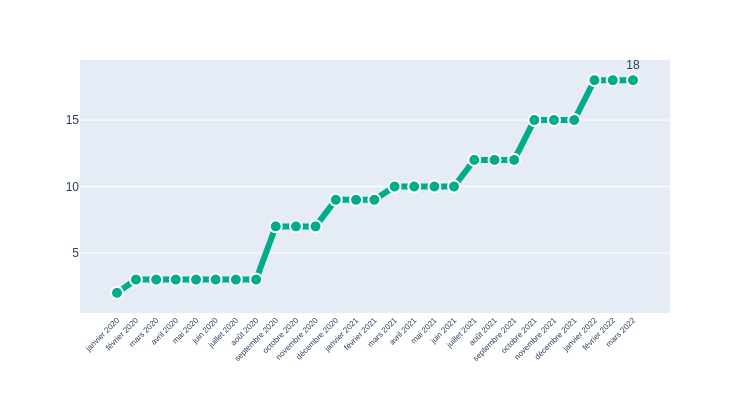 18
15
10
5
janvier 2020
février 2020
mars 2020
avril 2020
mai 2020
juin 2020
juillet 2020
août 2020
septembre 2020
octobre 2020
novembre 2020
décembre 2020
janvier 2021
février 2021
mars 2021
avril 2021
mai 2021
juin 2021
juillet 2021
août 2021
septembre 2021
octobre 2021
novembre 2021
décembre 2021
janvier 2022
février 2022
mars 2022